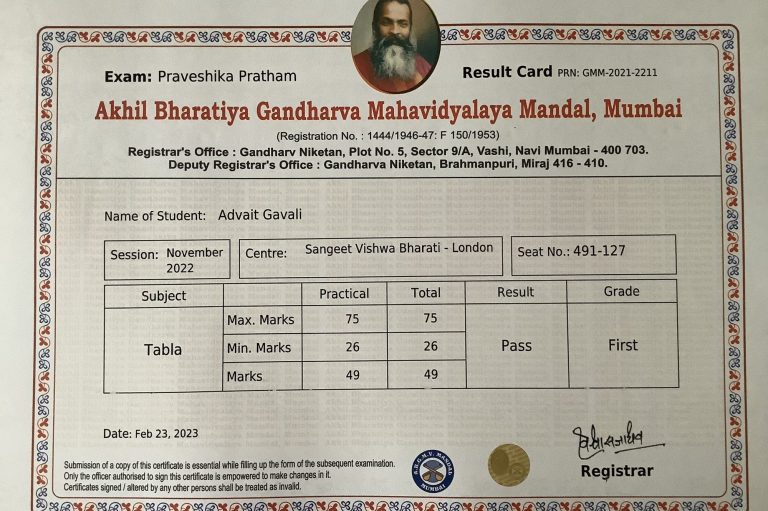 Exam: Praveshika Pratham
Result Card PRN: GMM-2021-2211
Akhil Bharatiya Gandharva Mahavidyalaya Mandal, Mumbai
(Registration No. : 1444/1946-47: F 150/1953)
Registrar's Office : Gandharv Niketan, Plot No. 5, Sector 9/A, Vashi, Navi Mumbai - 400 703.
Deputy Registrar's Office : Gandharva Niketan, Brahmanpuri, Miraj 416 - 410.
Name of Student: Advait Gavali
Session: November 2022
Centre: Sangeet Vishwa Bharati - London
Seat No.: 491-127
Subject Practical Total Result Grade
Tabla
Max. Marks 75 75
Min. Marks 26 26
Marks 49 49
Pass
First
Date: Feb 23, 2023
Submission of a copy of this certificate is essential while filling up the form of the subsequent examination.
Only the officer authorised to sign this certificate is empowered to make changes in it.
Certificates signed / altered by any other persons shall be treated as invalid.
A.B.G.M.V. MANDAL
MUMBAI
Registrar